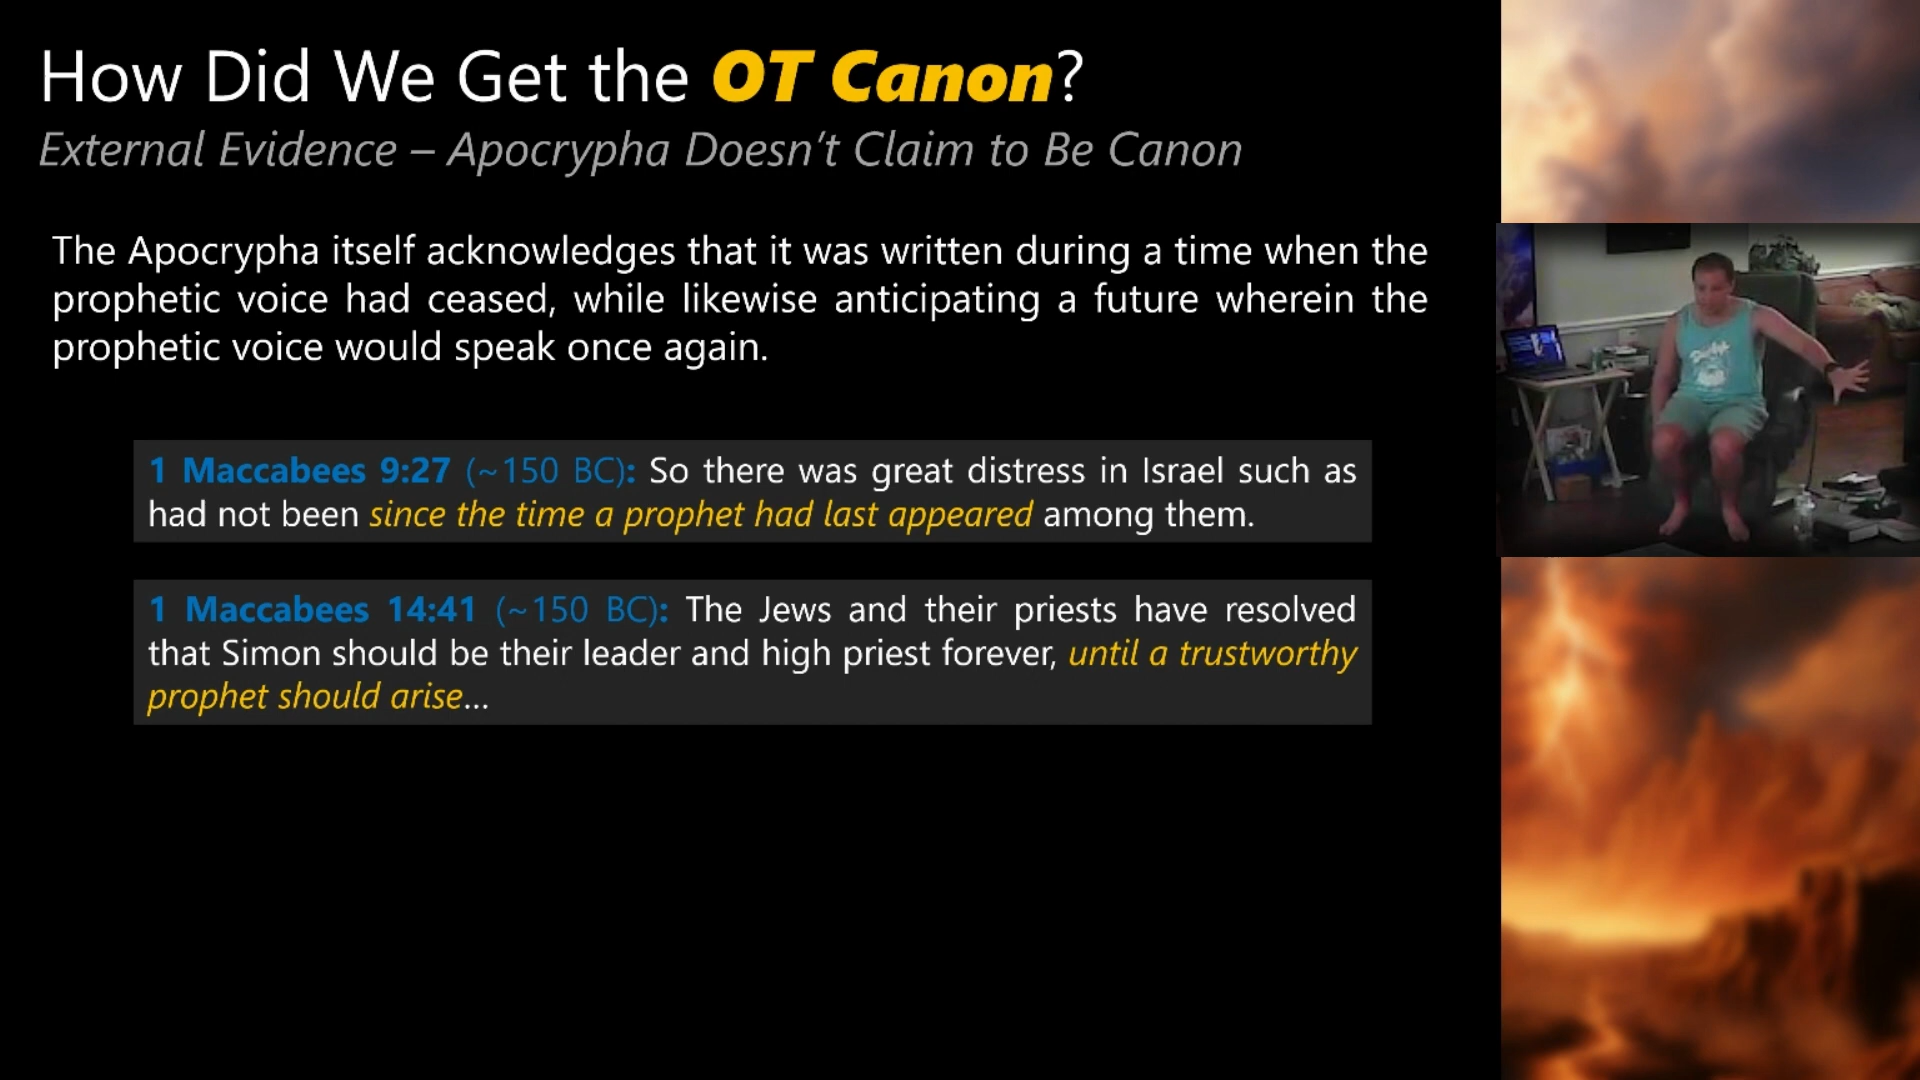 How Did We Get the OT Canon?
External Evidence – Apocrypha Doesn’t Claim to Be Canon
The Apocrypha itself acknowledges that it was written during a time when the
prophetic voice had ceased, while likewise anticipating a future wherein the
prophetic voice would speak once again.
1 Maccabees 9:27 (~150 BC): So there was great distress in Israel such as
had not been since the time a prophet had last appeared among them.
1 Maccabees 14:41 (~150 BC): The Jews and their priests have resolved
that Simon should be their leader and high priest forever, until a trustworthy
prophet should arise...